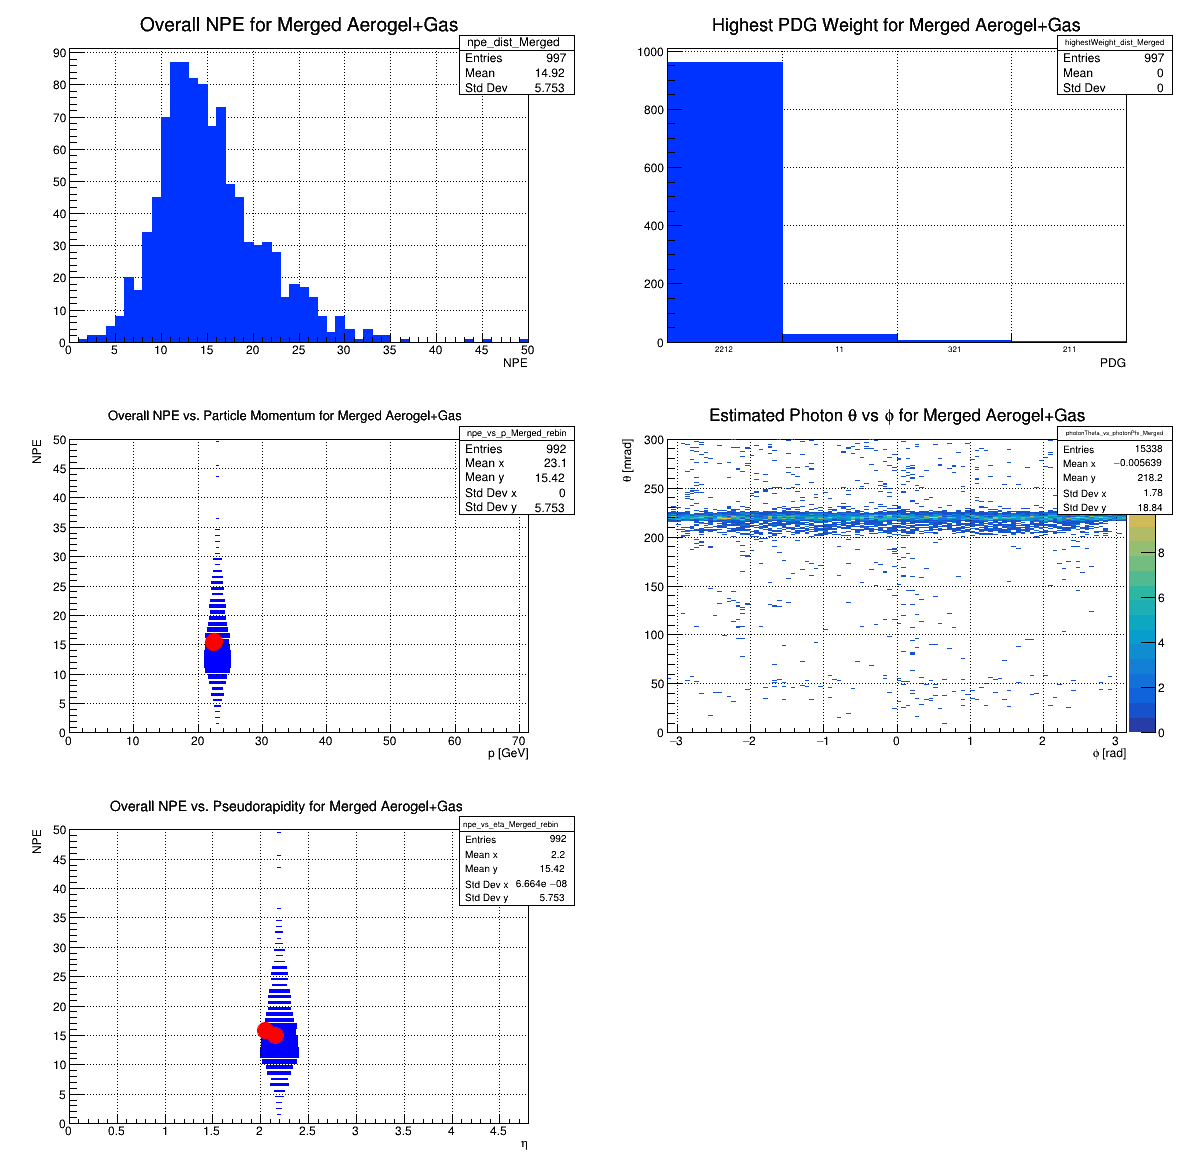 Overall NPE for Merged Aerogel+Gas
npe_dist_Merged
Entries 997
Mean 14.92
Std Dev 5.753
90
80
70
60
50
40
30
20
10
0
0 5 10 15 20 25 30 35 40 45 50
NPE
Highest PDG Weight for Merged Aerogel+Gas
highestWeight_dist_Merged
Entries 997
Mean 0
Std Dev 0
1000
800
600
400
200
0
2212 11 321 211
PDG
Overall NPE vs. Particle Momentum for Merged Aerogel+Gas
npe_vs_p_Merged_rebin
Entries 992
Mean x 23.1
Mean y 15.42
Std Dev x 0
Std Dev y 5.753
NPE
50
45
40
35
30
25
20
15
10
5
0
0 10 20 30 40 50 60 70
p [GeV]
Estimated Photon θ vs ϕ for Merged Aerogel+Gas
photonTheta_vs_photonPhi_Merged
Entries 15338
Mean x −0.005639
Mean y 218.2
Std Dev x 1.78
Std Dev y 18.84
θ [mrad]
300
250
200
150
100
50
0
−3 −2 −1 0 1 2 3
ϕ [rad]
8
6
4
2
0
Overall NPE vs. Pseudorapidity for Merged Aerogel+Gas
npe_vs_eta_Merged_rebin
Entries 992
Mean x 2.2
Mean y 15.42
Std Dev x 6.664e −08
Std Dev y 5.753
NPE
50
45
40
35
30
25
20
15
10
5
0
0 0.5 1 1.5 2 2.5 3 3.5 4 4.5
η